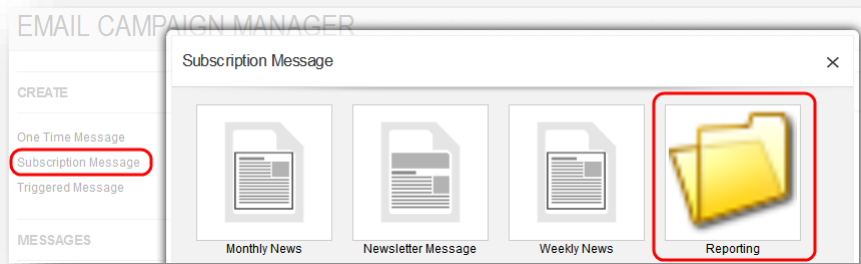 EMAIL CAMPAIGN MANAGER
Subscription Message
CREATE
One Time Message
Subscription Message
Triggered Message
MESSAGES
Monthly News
Newsletter Message
Weekly News
Reporting